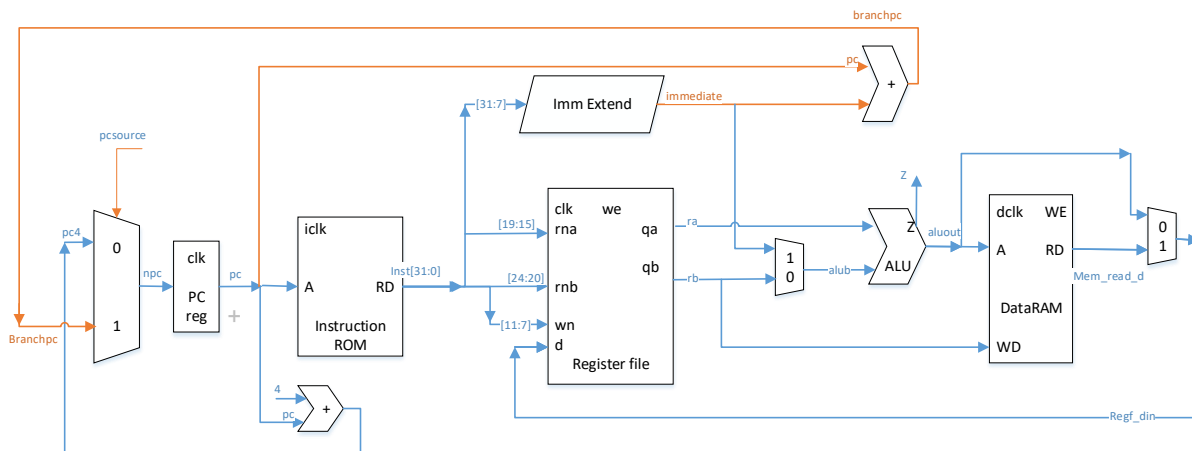 branchpc
pc
+
[31:7]
Imm Extend
immediate
pcsource
Z
pc4
0
1
npc
Branchpc
clk
PC
reg
pc
+
iclk
A
Inst[31:0]
RD
Instruction
ROM
[19:15]
[24:20]
[11:7]
clk
we
rna
qa
qb
rnb
wn
d
Register file
ra
rb
1
0
alub
Z
ALU
aluout
dclk
WE
A
RD
DataRAM
WD
Mem_read_d
0
1
4
pc
+
Regf_din